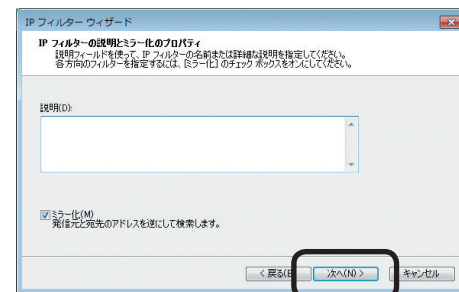 IP フィルター ウィザード
IP フィルターの説明とミラー化のプロパティ
説明フィールドを使って、IP フィルターの名前または詳細な説明を指定してください。
各方向のフィルターを指定するには、[ミラー化] のチェック ボックスをオンにしてください。
説明(D):
ミラー化(M)
発信元と宛先のアドレスを逆にして検索します。
< 戻る(B
次へ(N) >
キャンセル